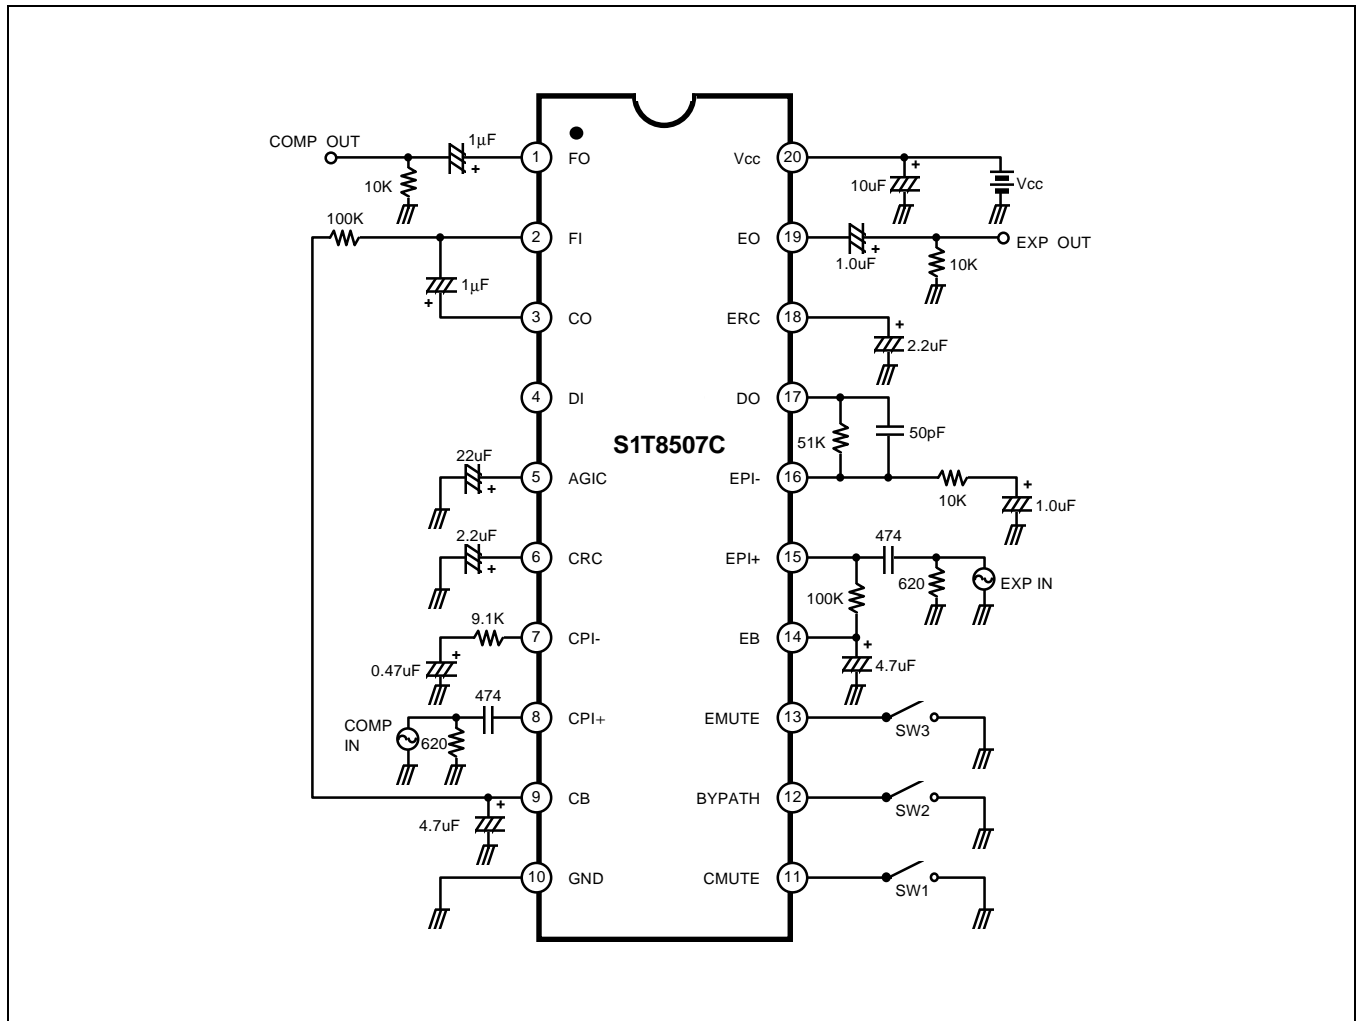 COMP OUT
1μF
1
FO
10K
100K
2
FI
1μF
3
CO
4
DI
22uF
5
AGIC
2.2uF
6
CRC
9.1K
7
CPI-
0.47uF
474
8
CPI+
COMP
IN
620
9
CB
4.7uF
10
GND
S1T8507C
Vcc
20
10uF
Vcc
EO
19
1.0uF
10K
EXP OUT
ERC
18
2.2uF
DO
17
51K
50pF
EPI-
16
10K
1.0uF
EPI+
15
474
620
EXP IN
100K
EB
14
4.7uF
EMUTE
13
SW3
BYPATH
12
SW2
CMUTE
11
SW1